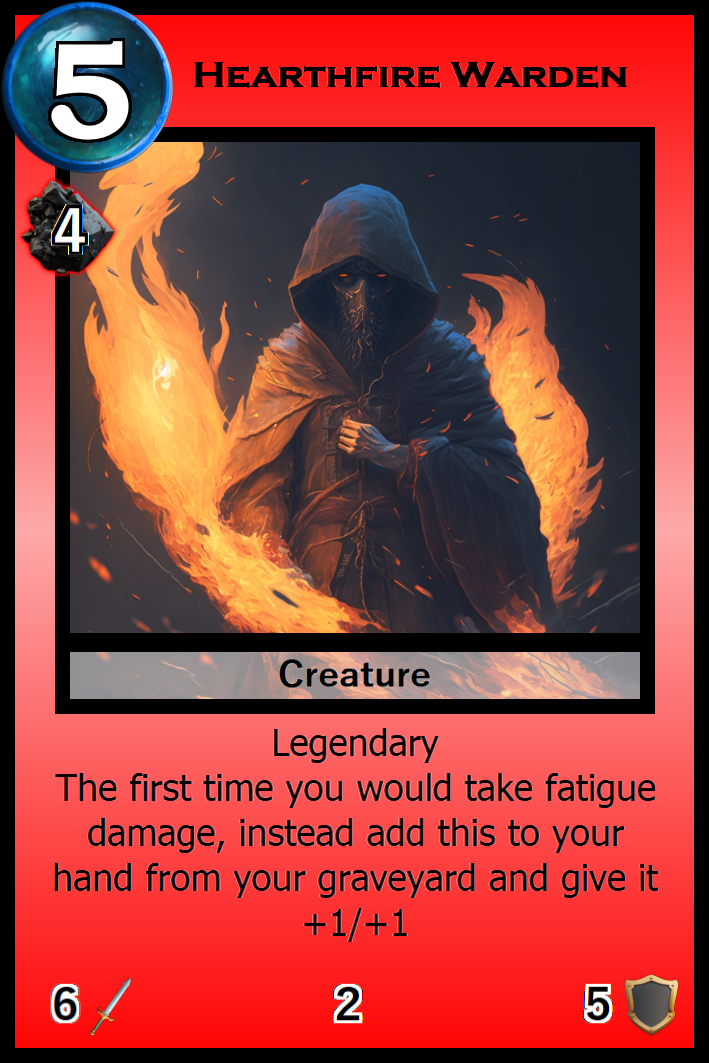 5
Hearthfire Warden
4
Creature
Legendary
The first time you would take fatigue
damage, instead add this to your
hand from your graveyard and give it
+1/+1
6 2 5